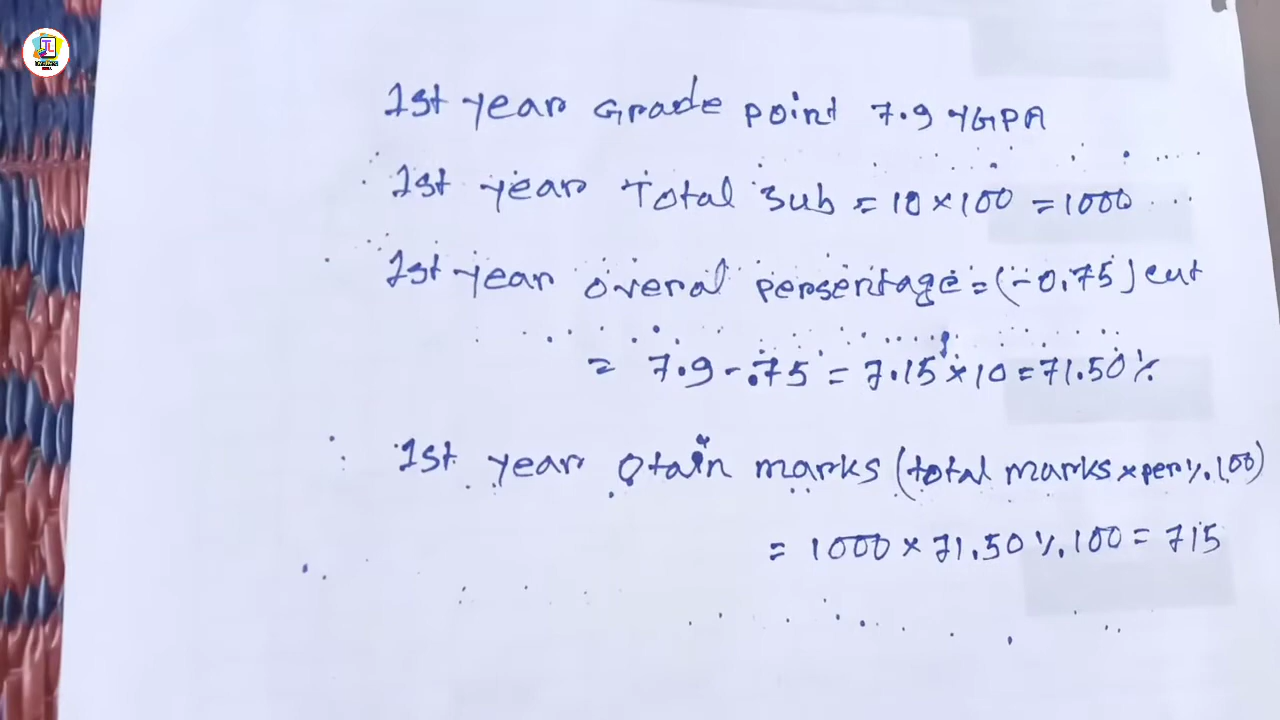 1st year Grade point 7.9 YGPA
1st year Total Sub = 10 × 100 = 1000
1st year overal persentage = (-0.75) cut
= 7.9 - .75 = 7.15 × 10 = 71.50%
1st year Otain marks (total marks × per%.100)
= 1000 × 71.50%.100 = 715